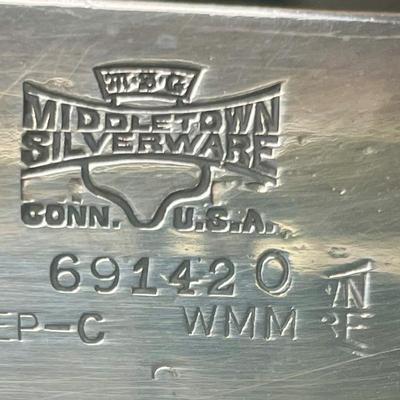 M·S·C
MIDDLETOWN
SILVERWARE
CONN. U.S.A.
691420
EP-C WMM